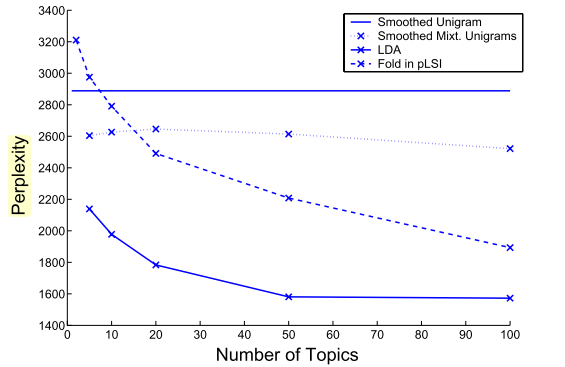 3400
3200
3000
2800
2600
2400
2200
2000
1800
1600
1400
Perplexity
Smoothed Unigram
Smoothed Mixt. Unigrams
LDA
Fold in pLSI
0 10 20 30 40 50 60 70 80 90 100
Number of Topics